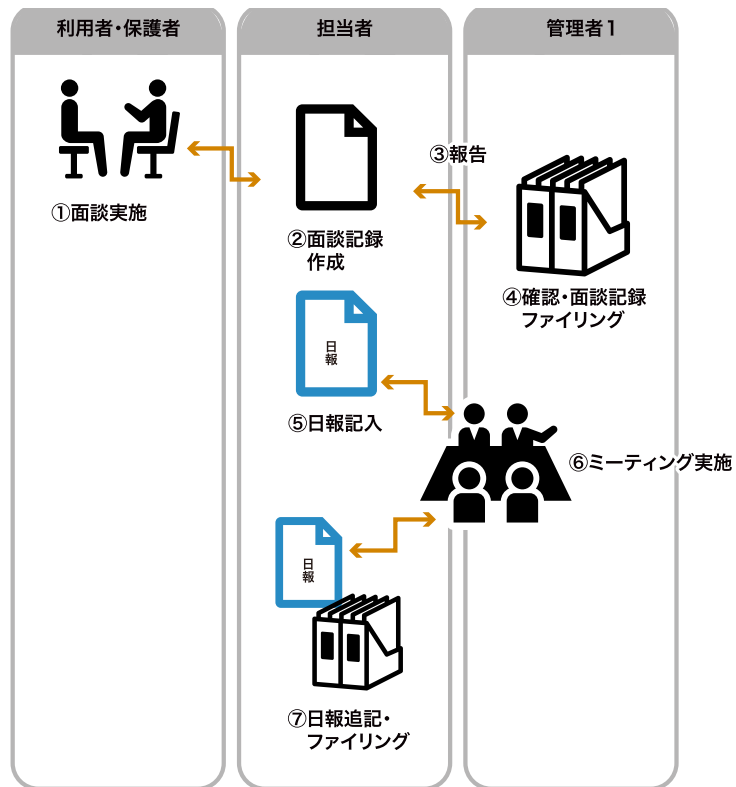 利用者・保護者
担当者
管理者1
①面談実施
②面談記録
作成
③報告
④確認・面談記録
ファイリング
日報
⑤日報記入
⑥ミーティング実施
日報
⑦日報追記・
ファイリング